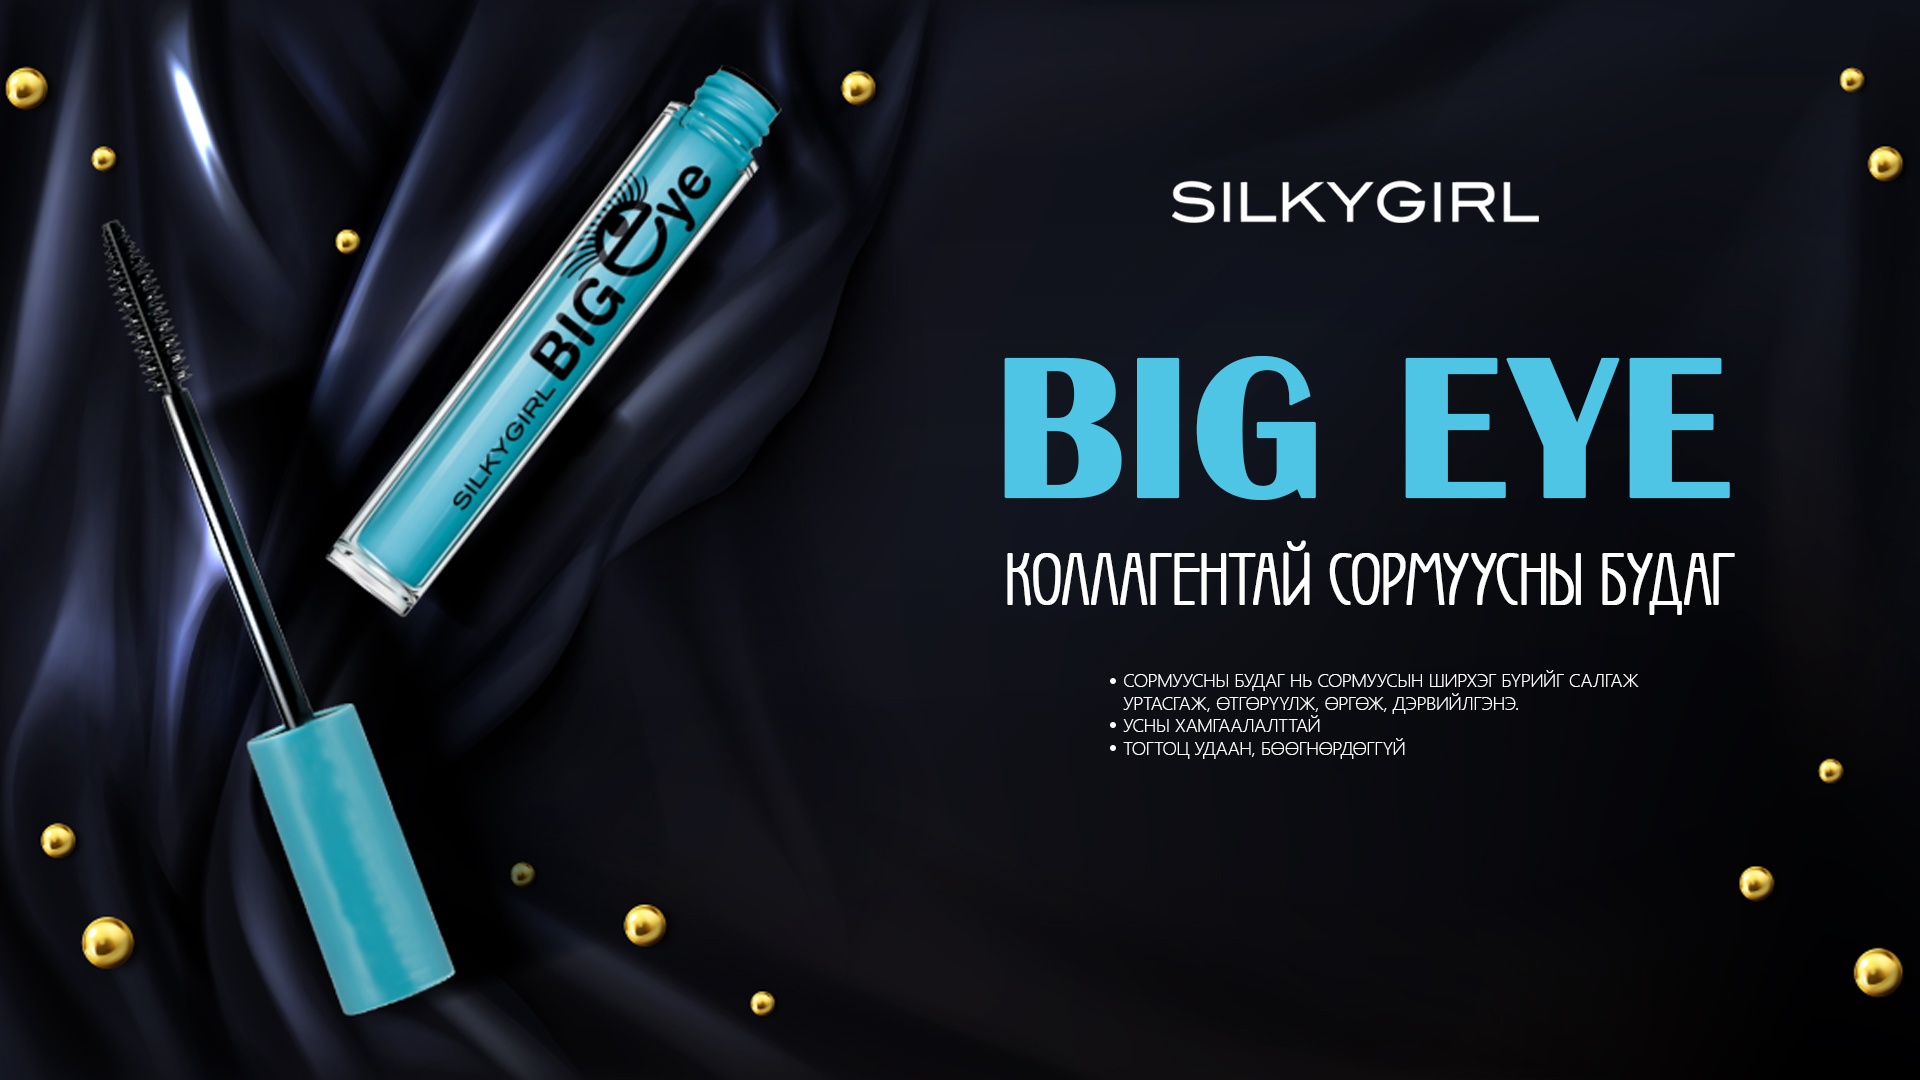 SILKYGIRL BIG eye
SILKYGIRL
BIG EYE
КОЛЛАГЕНТАЙ СОРМУУСНЫ БУДАГ
• СОРМУУСНЫ БУДАГ НЬ СОРМУУСЫН ШИРХЭГ БҮРИЙГ САЛГАЖ
УРТАСГАЖ, ӨТГӨРҮҮЛЖ, ӨРГӨЖ, ДЭРВИЙЛГЭНЭ.
• УСНЫ ХАМГААЛАЛТТАЙ
• ТОГТОЦ УДААН, БӨӨГНӨРДӨГГҮЙ